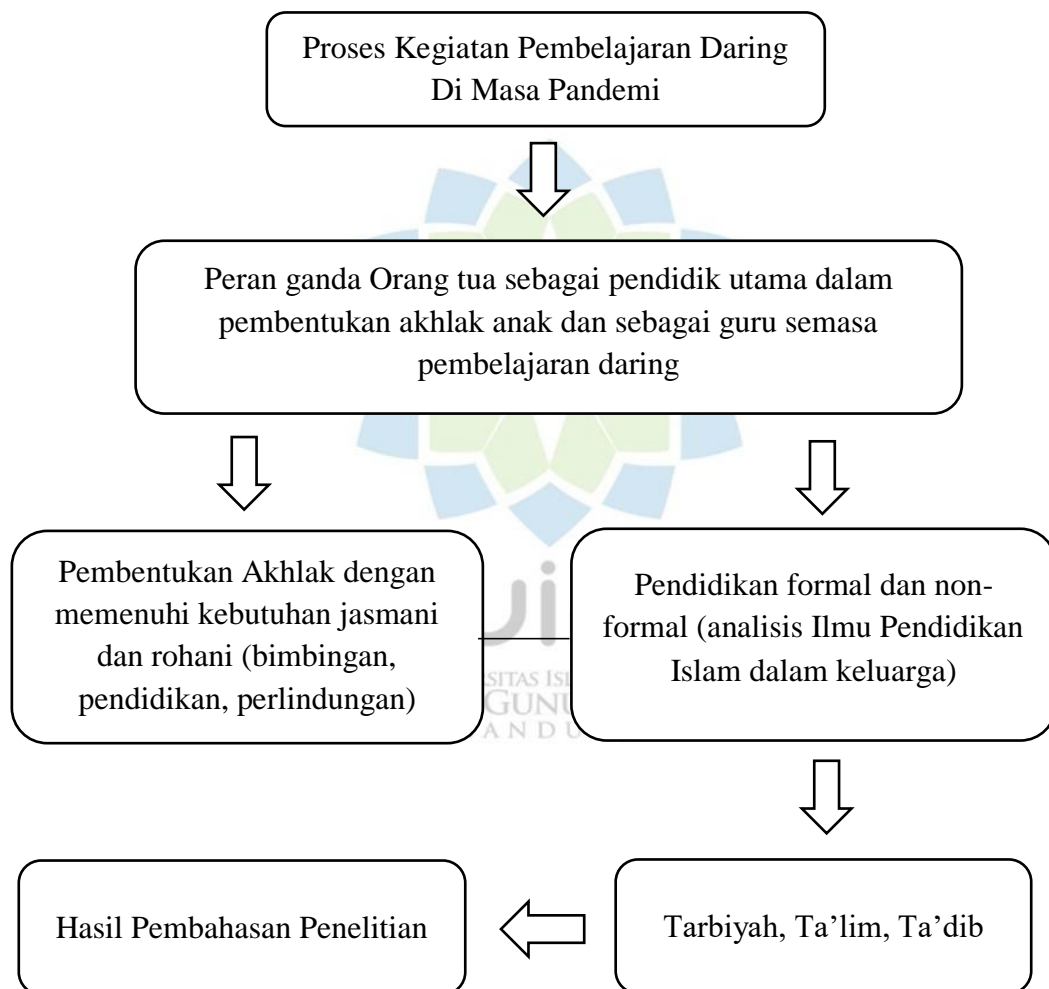 Proses Kegiatan Pembelajaran Daring
Di Masa Pandemi
Peran ganda Orang tua sebagai pendidik utama dalam
pembentukan akhlak anak dan sebagai guru semasa
pembelajaran daring
Pembentukan Akhlak dengan
memenuhi kebutuhan jasmani
dan rohani (bimbingan,
pendidikan, perlindungan)
Pendidikan formal dan non-
formal (analisis Ilmu Pendidikan
Islam dalam keluarga)
Hasil Pembahasan Penelitian
Tarbiyah, Ta’lim, Ta’dib